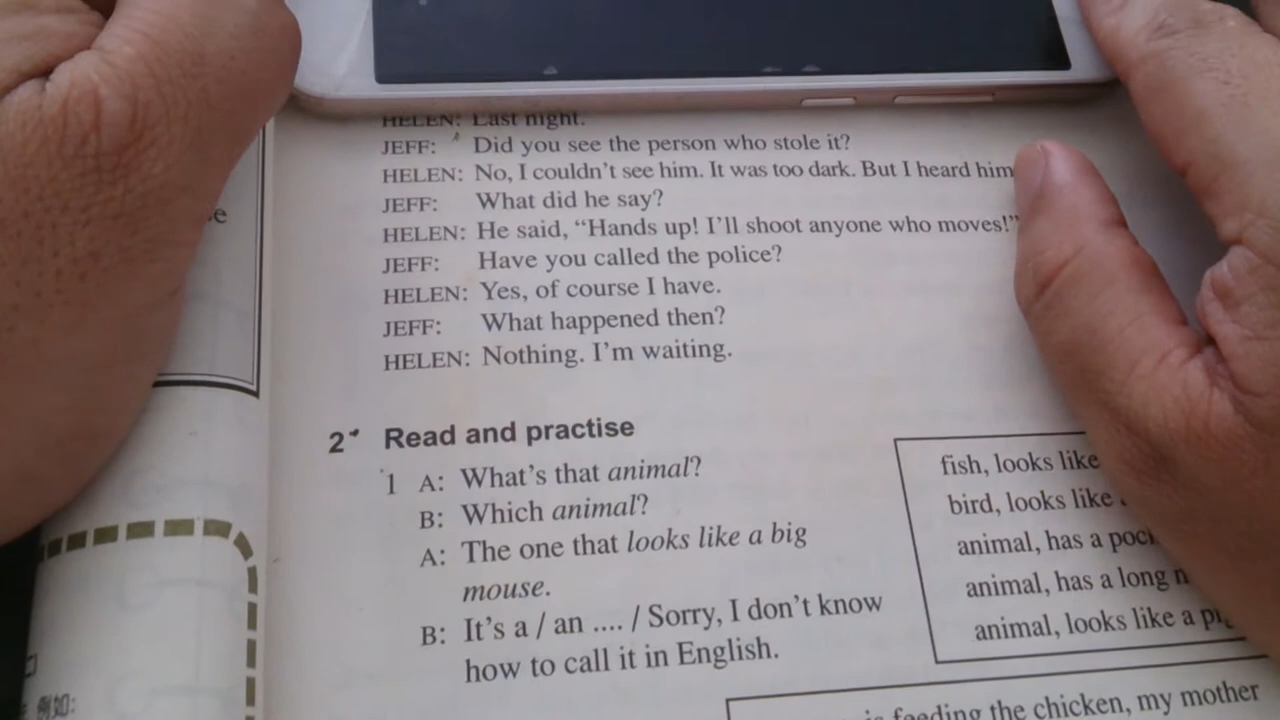 HELEN: Last night.
JEFF: Did you see the person who stole it?
HELEN: No, I couldn't see him. It was too dark. But I heard him
JEFF: What did he say?
HELEN: He said, “Hands up! I'll shoot anyone who moves!”
JEFF: Have you called the police?
HELEN: Yes, of course I have.
JEFF: What happened then?
HELEN: Nothing. I'm waiting.
2 Read and practise
1 A: What's that animal?
B: Which animal?
A: The one that looks like a big
mouse.
B: It's a / an .... / Sorry, I don't know
how to call it in English.
fish, looks like
bird, looks like
animal, has a
animal, has a long
animal, looks like a
feeding the chicken, my mother
例如: